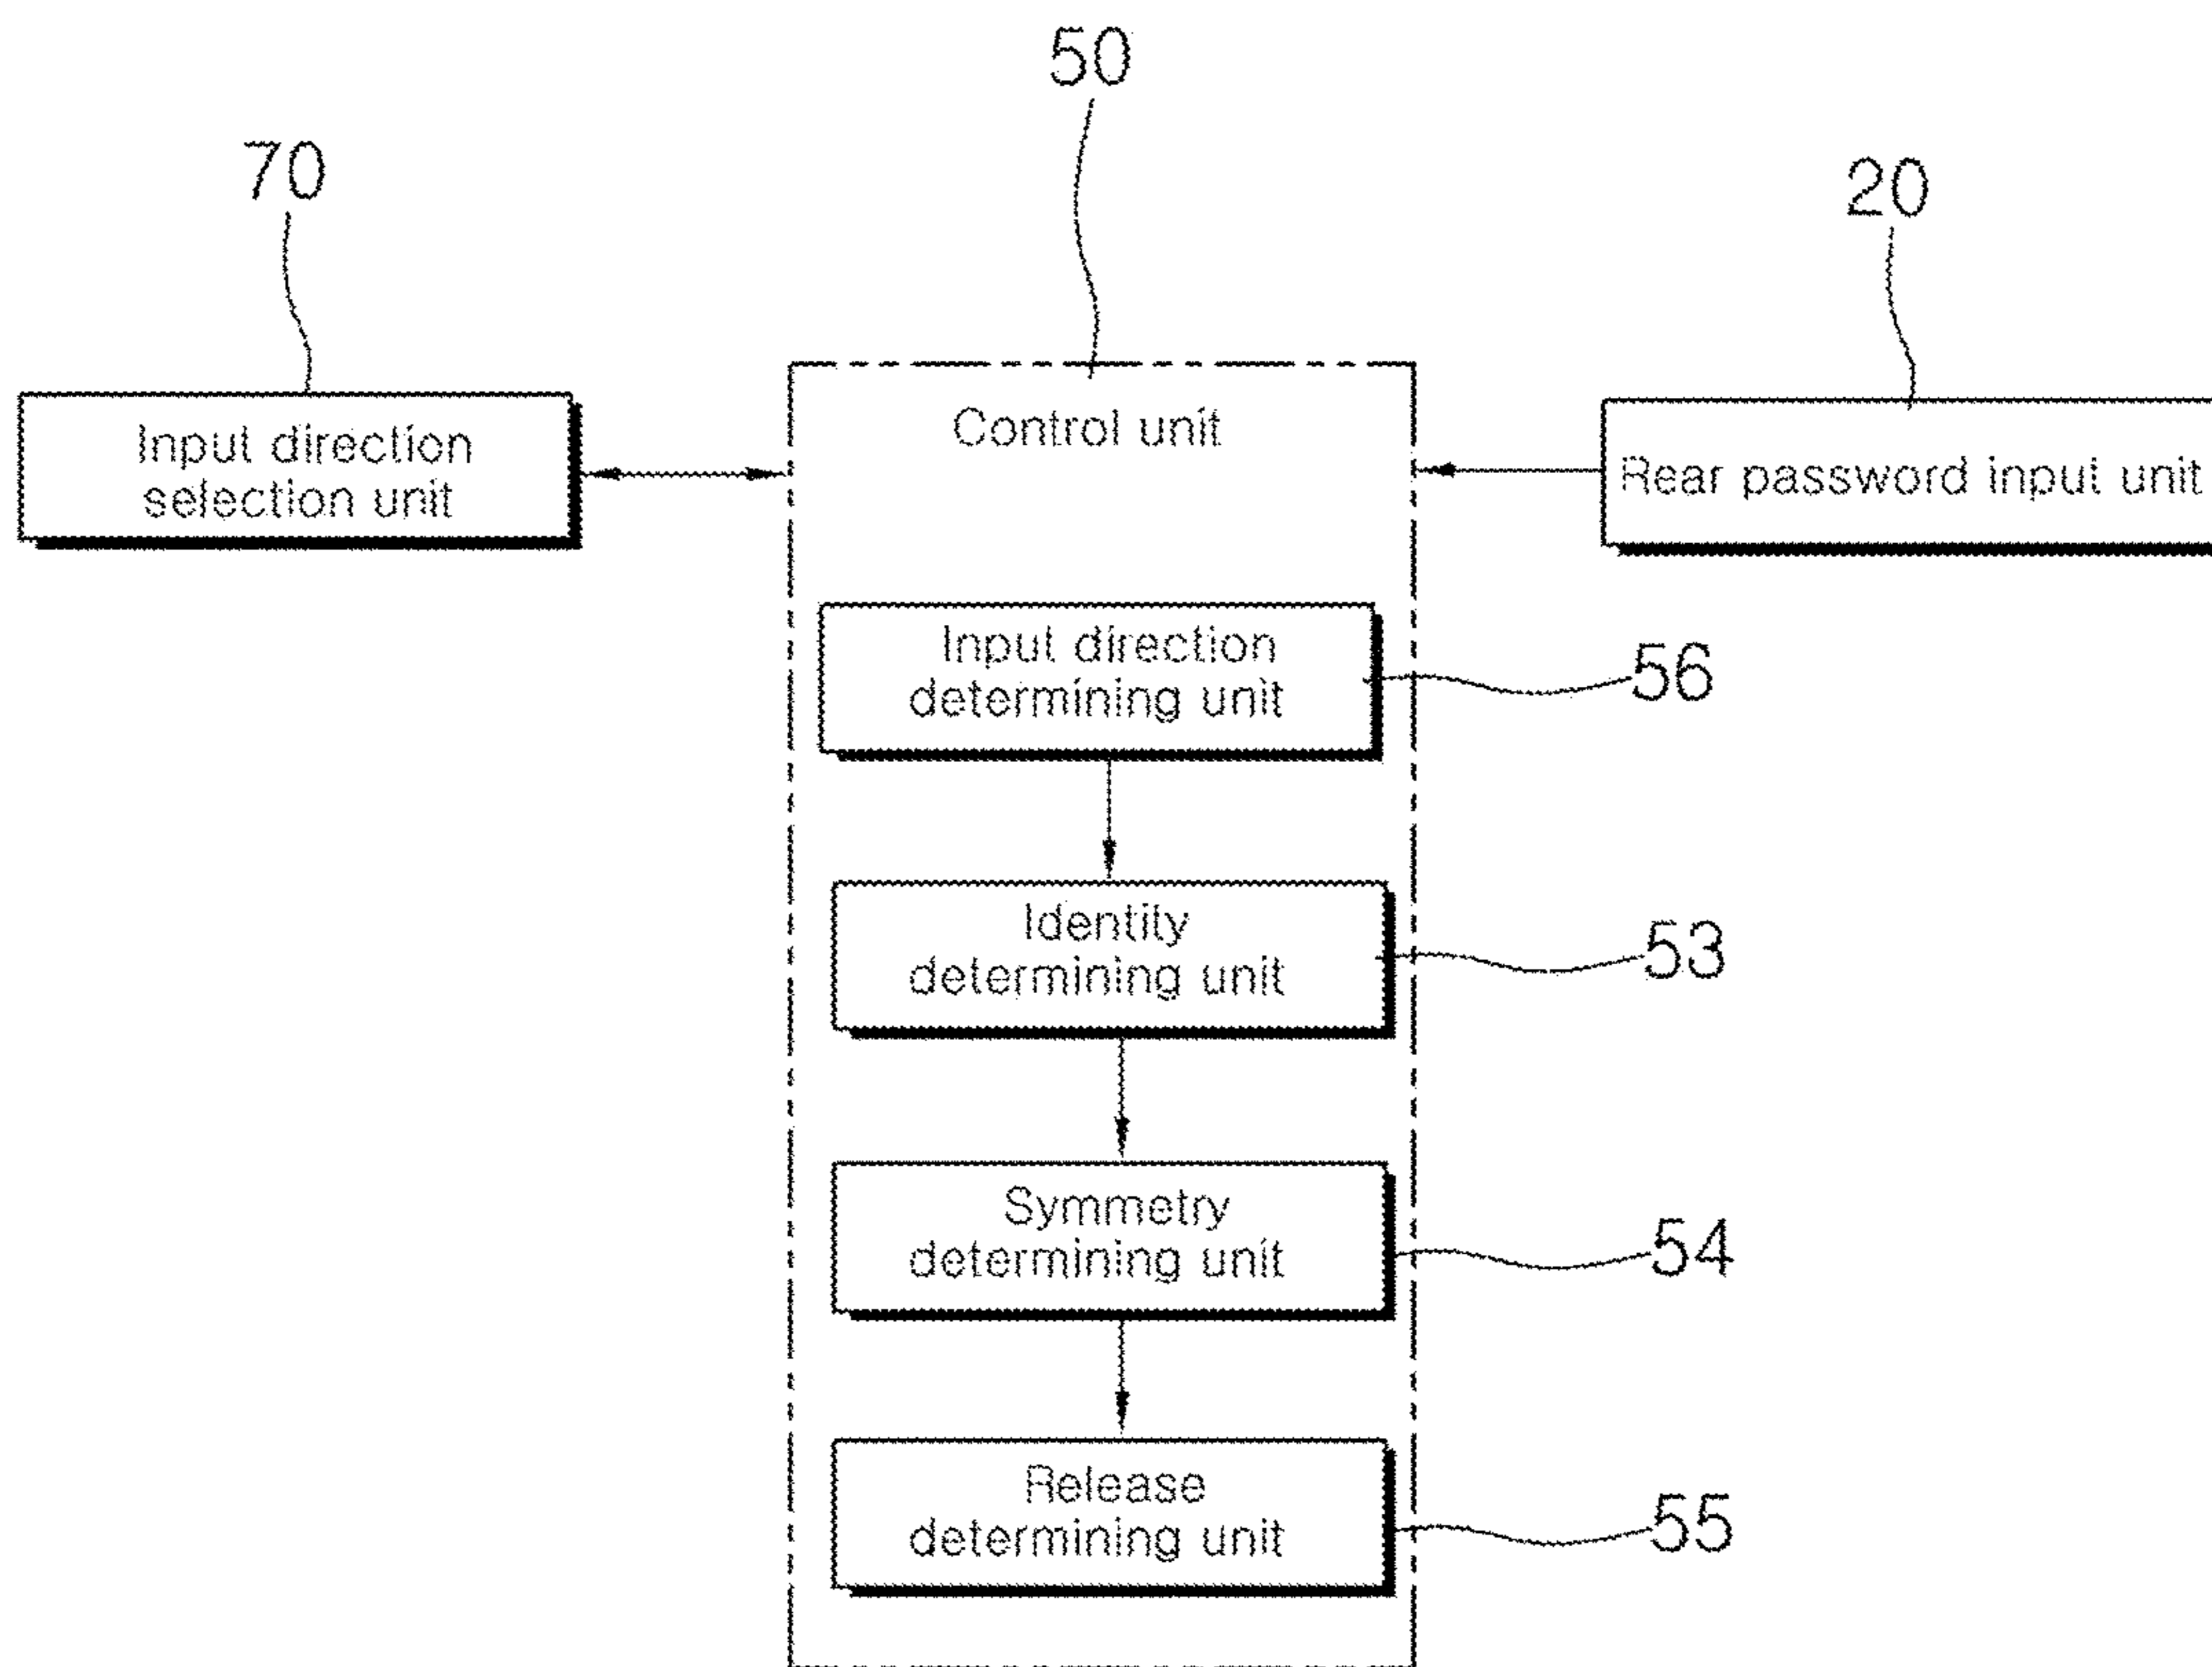 50
70
20
Control unit
Input direction
selection unit
Rear password input unit
Input direction
determining unit
56
Identity
determining unit
53
Symmetry
determining unit
54
Release
determining unit
55